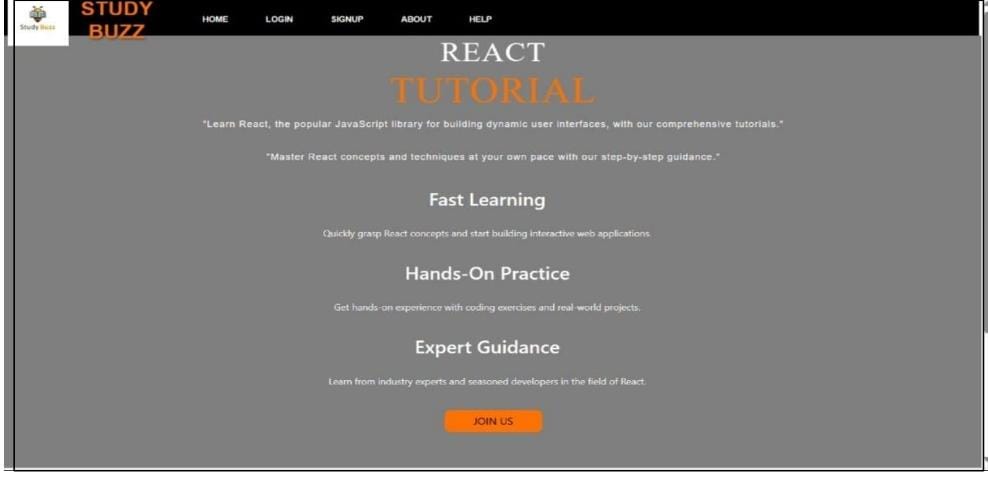 Study Buzz
STUDY
BUZZ
HOME LOGIN SIGNUP ABOUT HELP
REACT
TUTORIAL
"Learn React, the popular JavaScript library for building dynamic user interfaces, with our comprehensive tutorials."
"Master React concepts and techniques at your own pace with our step-by-step guidance."
Fast Learning
Quickly grasp React concepts and start building interactive web applications.
Hands-On Practice
Get hands-on experience with coding exercises and real-world projects.
Expert Guidance
Learn from industry experts and seasoned developers in the field of React.
JOIN US